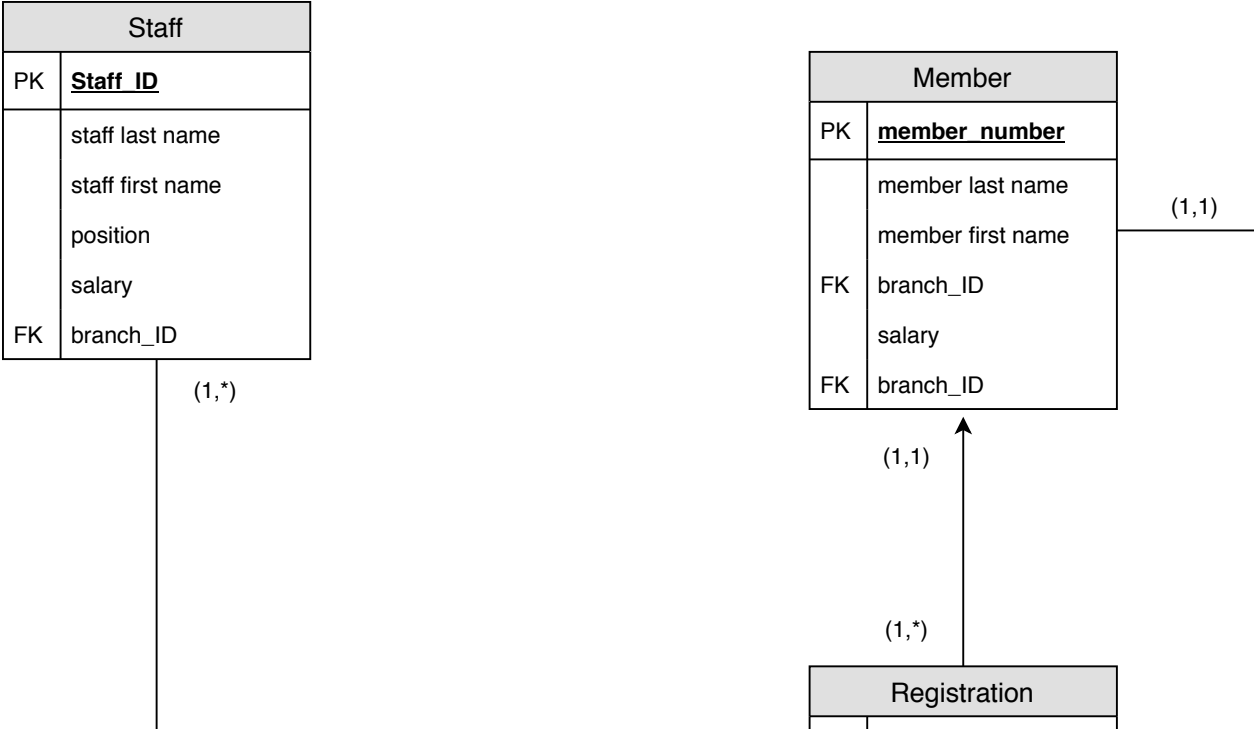 Staff
PK Staff_ID
staff last name
staff first name
position
salary
FK branch_ID
(1,*)
Member
PK member_number
member last name
member first name
FK branch_ID
salary
FK branch_ID
(1,1)
(1,1)
(1,*)
Registration